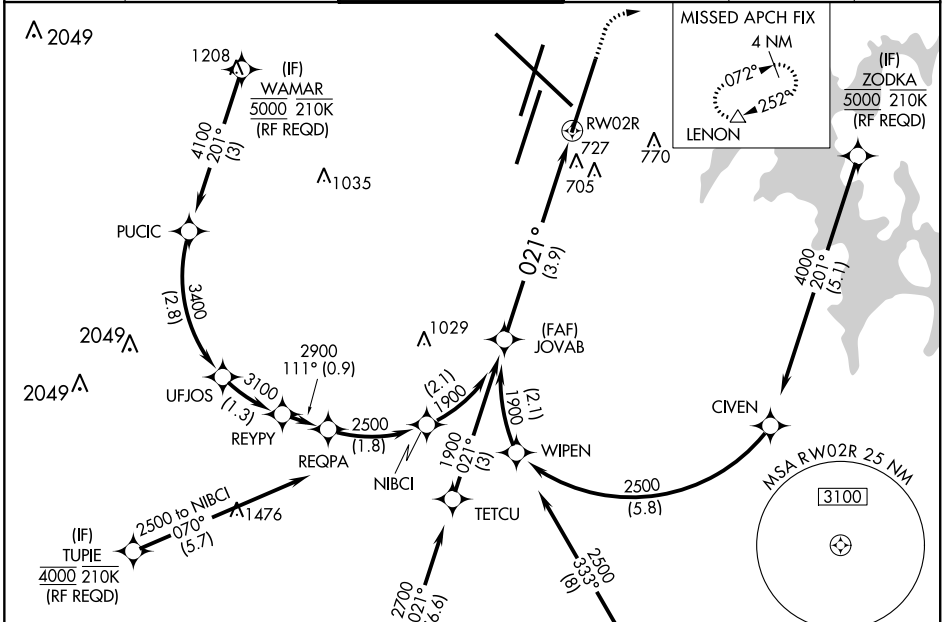 2049
1208
(IF)
WAMAR
5000 210K
(RF REQD)
4100
201°
(3)
PUCIC
1035
3400
(2.8)
2049
2049
UFJOS
3100
(1.3)
2900
111° (0.9)
REYPY
REQPA
2500
(1.8)
NIBCI
1029
(2.1)
1900
(FAF)
JOVAB
021°
(3.9)
RW02R
727
705
770
MISSED APCH FIX
4 NM
072°
252°
LENON
(IF)
ZODKA
5000 210K
(RF REQD)
4000
201°
(5.1)
CIVEN
2500
(5.8)
WIPEN
(2.1)
1900
1900
021°
(3)
TETCU
2700
021°
(6.6)
2500
333°
(8)
2500 to NIBCI
070°
(5.7)
1476
(IF)
TUPIE
4000 210K
(RF REQD)
MSA RW02R 25 NM
3100